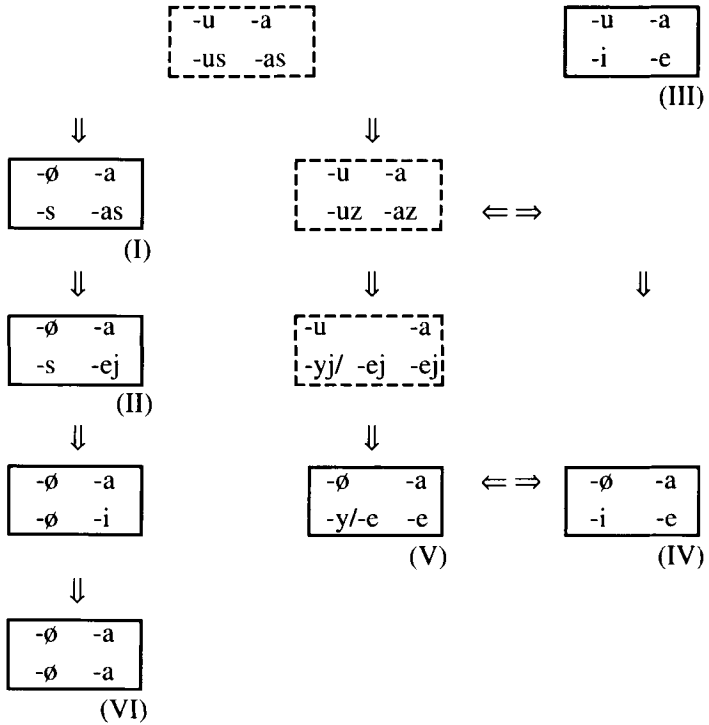 -u -a -u -a
-us -as -i -e
(III)
⇓ ⇓
-ø -a -u -a
-s -as -uz -az ⇐ ⇒
(I)
⇓ ⇓ ⇓
-ø -a -u -a
-s -ej -yj/ -ej -ej
(II)
⇓ ⇓
-ø -a -ø -a ⇐ ⇒ -ø -a
-ø -i -y/-e -e -i -e
(V) (IV)
⇓
-ø -a
-ø -a
(VI)